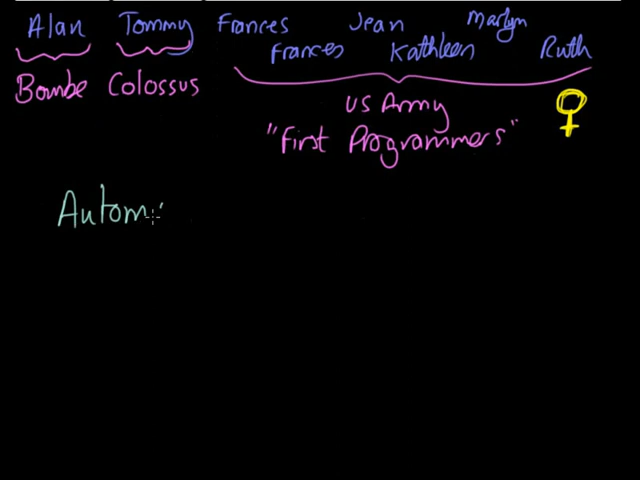 Alan Tommy Frances Jean Marlyn
Frances Kathleen Ruth
Bombe Colossus
US Army
"First Programmers"
Autom